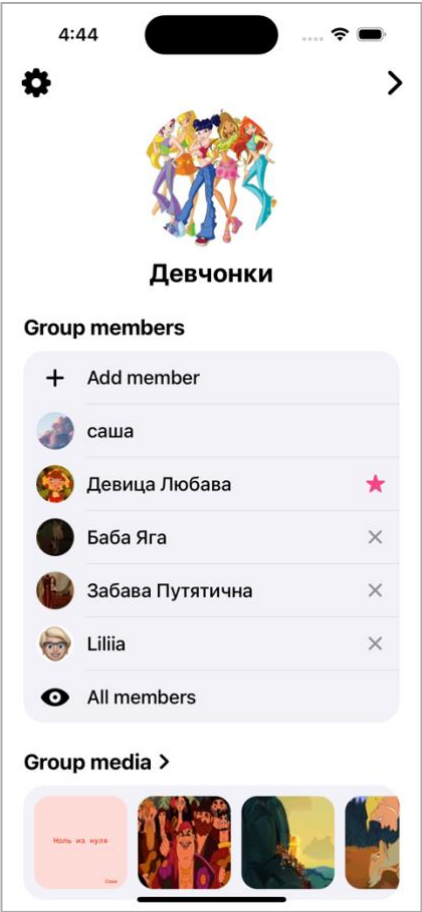 4:44
Девчонки
Group members
Add member
саша
Девица Любава
Баба Яга
Забава Путятична
Liliia
All members
Group media
Ноль из нуля
Саша